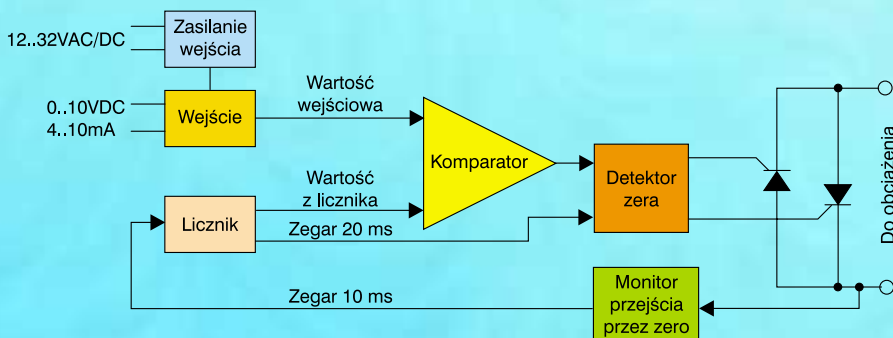 Zasilanie
wejścia
12..32VAC/DC
0..10VDC
4..10mA
Wejście
Wartość
wejściowa
Komparator
Wartość
z licznika
Licznik
Zegar 20 ms
Detektor
zera
Do obciążenia
Zegar 10 ms
Monitor
przejścia
przez zero